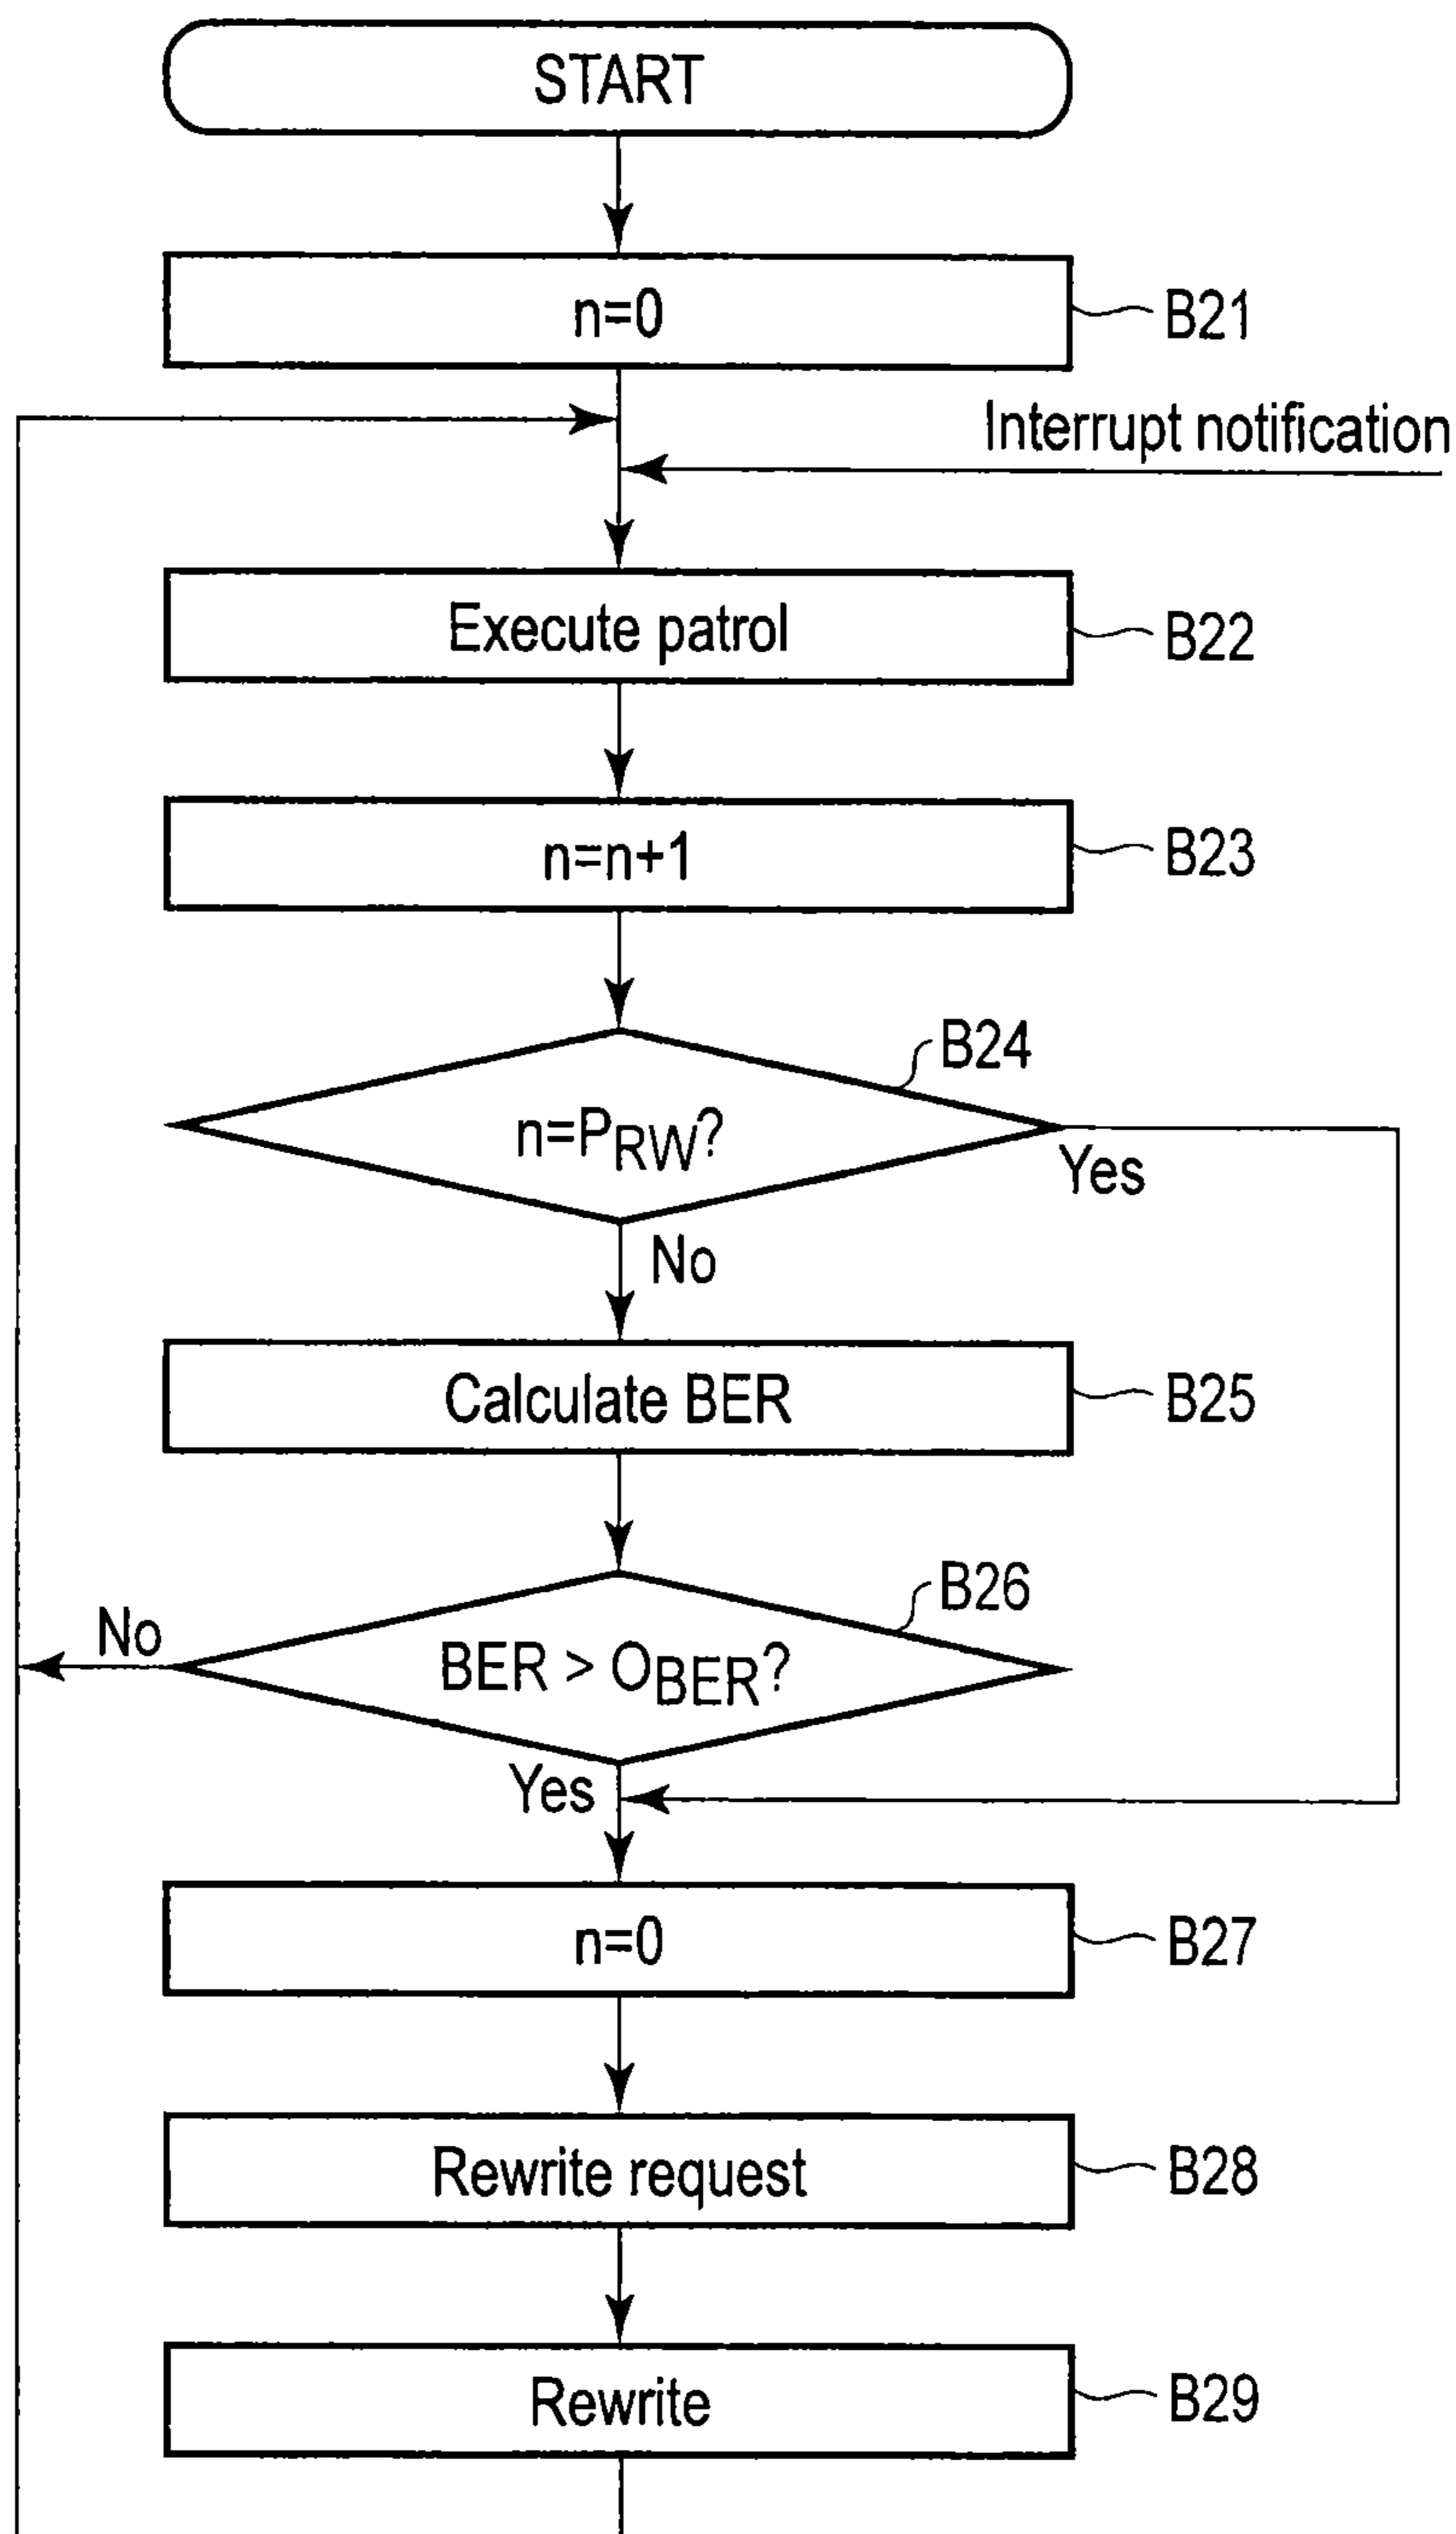 START
n=0
B21
Interrupt notification
Execute patrol
B22
n=n+1
B23
B24
n=PRW?
Yes
No
Calculate BER
B25
B26
No
BER > OBER?
Yes
n=0
B27
Rewrite request
B28
Rewrite
B29